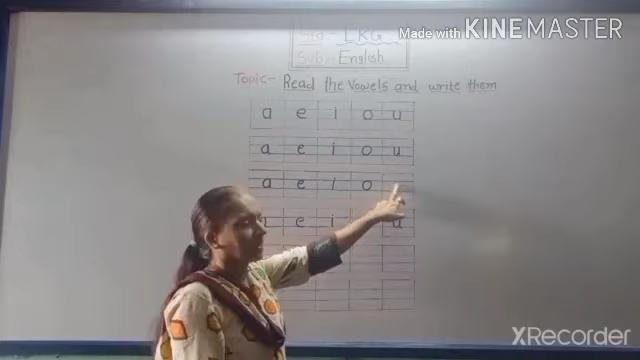 Made with KINEMASTER
Std - LKG
Sub - English
Topic- Read the Vowels and write them
a e i o u
a e i o u
a e i o
e i u
XRecorder